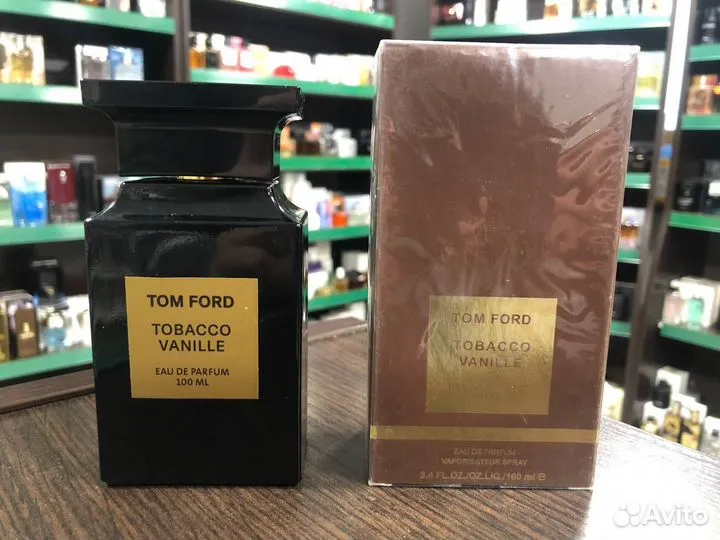 TOM FORD
TOBACCO
VANILLE
EAU DE PARFUM
100 ML
TOM FORD
TOBACCO
VANILLE
EAU DE PARFUM
VAPORISATEUR SPRAY
3.4 FL.OZ./OZ.LIQ./100 ml e
Avito